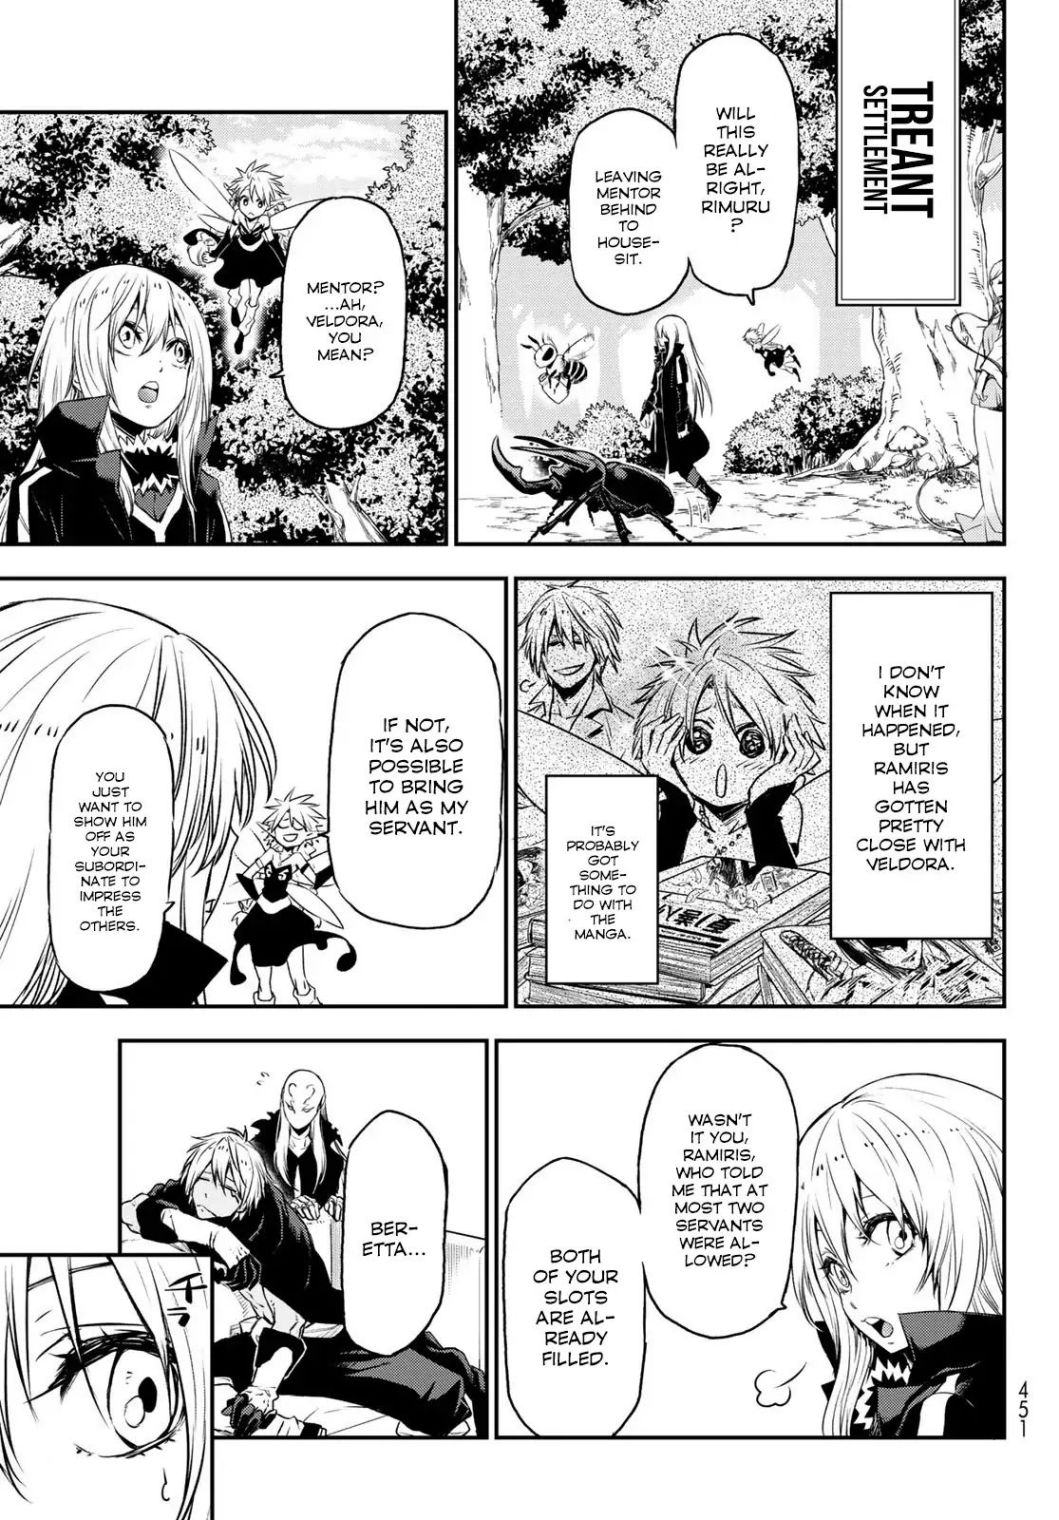 TREANT
SETTLEMENT
WILL
THIS
REALLY
BE AL-
RIGHT,
RIMURU
?
LEAVING
MENTOR
BEHIND
TO
HOUSE-
SIT.
MENTOR?
...AH,
VELDORA,
YOU
MEAN?
I DON'T
KNOW
WHEN IT
HAPPENED,
BUT
RAMIRIS
HAS
GOTTEN
PRETTY
CLOSE WITH
VELDORA.
IT'S
PROBABLY
GOT
SOME-
THING TO
DO WITH
THE
MANGA.
IF NOT,
IT'S ALSO
POSSIBLE
TO BRING
HIM AS MY
SERVANT.
YOU
JUST
WANT TO
SHOW HIM
OFF AS
YOUR
SUBORDI-
NATE TO
IMPRESS
THE
OTHERS.
WASN'T
IT YOU,
RAMIRIS,
WHO TOLD
ME THAT AT
MOST TWO
SERVANTS
WERE AL-
LOWED?
BOTH
OF YOUR
SLOTS
ARE AL-
READY
FILLED.
BER-
ETTA...
チラ
451